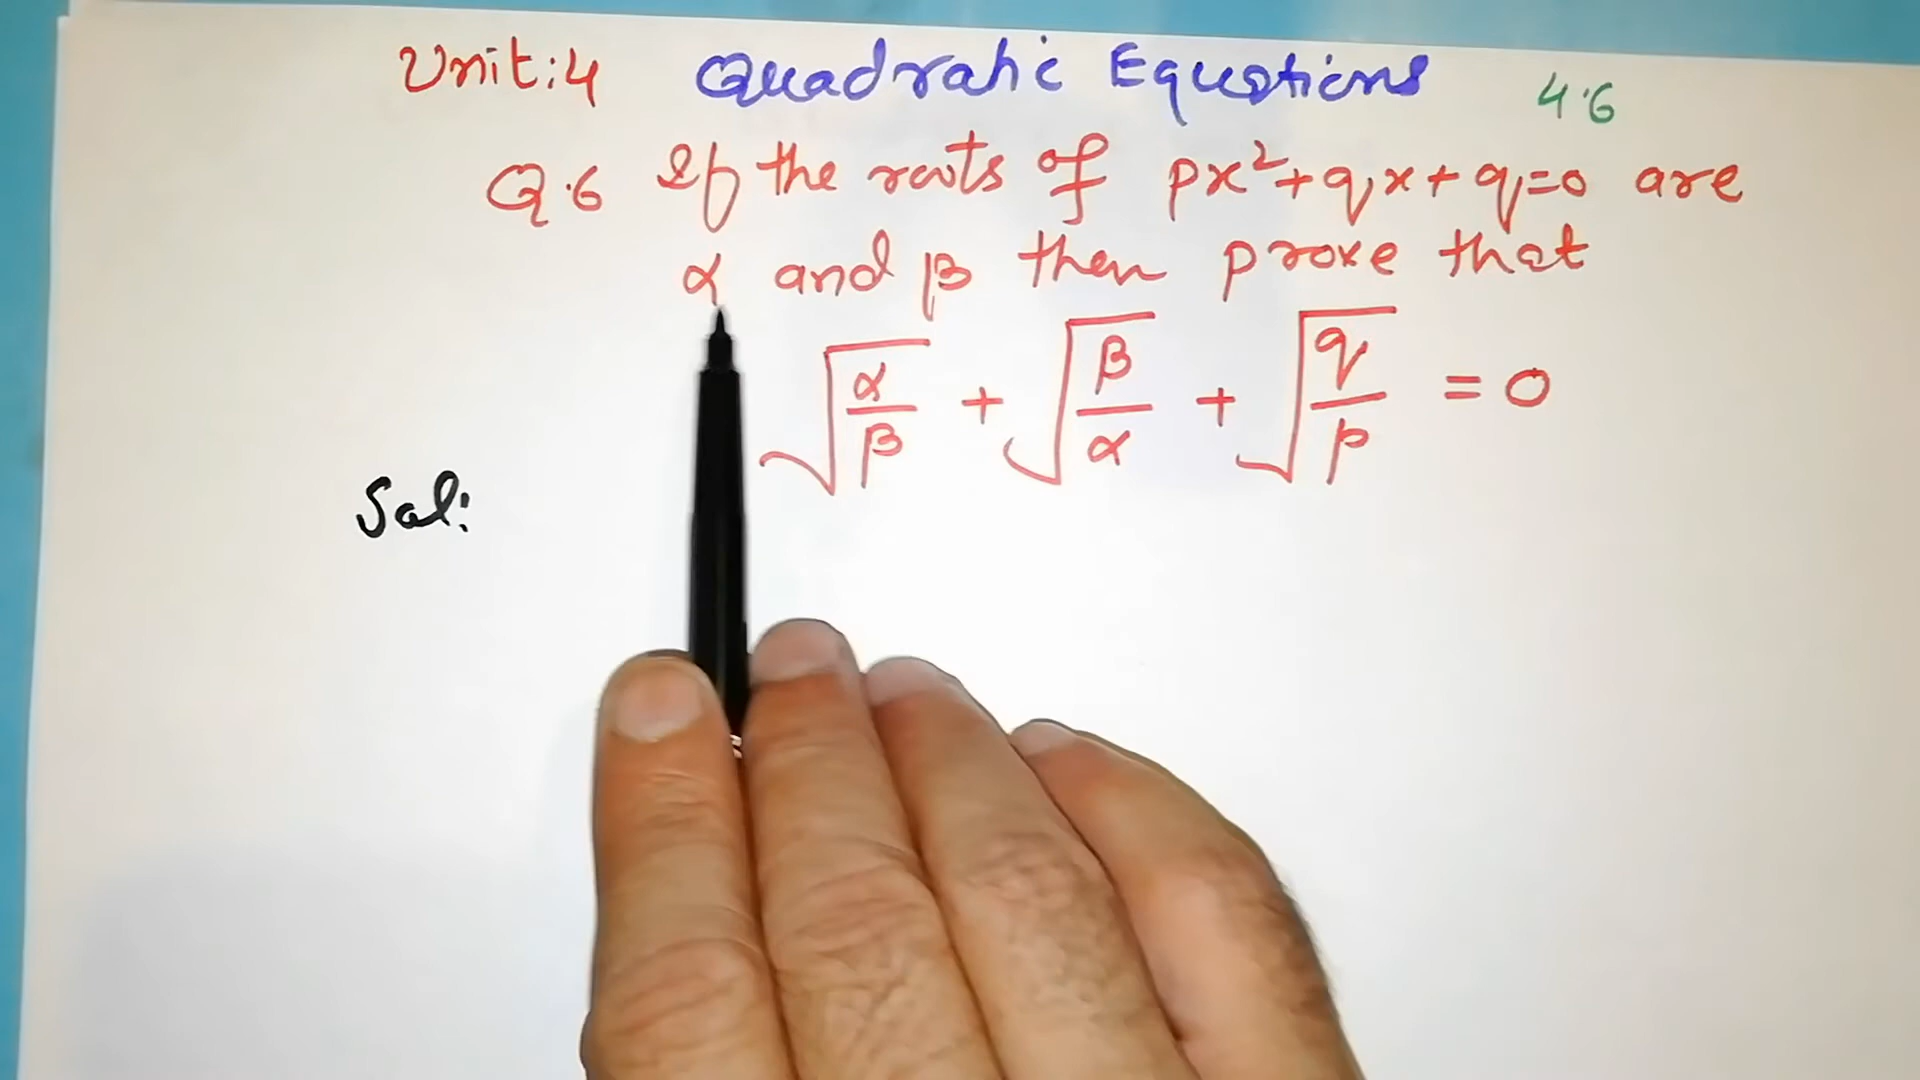 Unit:4 Quadratic Equations 4.6
Q.6 If the roots of px²+qx+q=0 are
α and β then prove that
√(α/β) + √(β/α) + √(q/p) = 0
Sol: